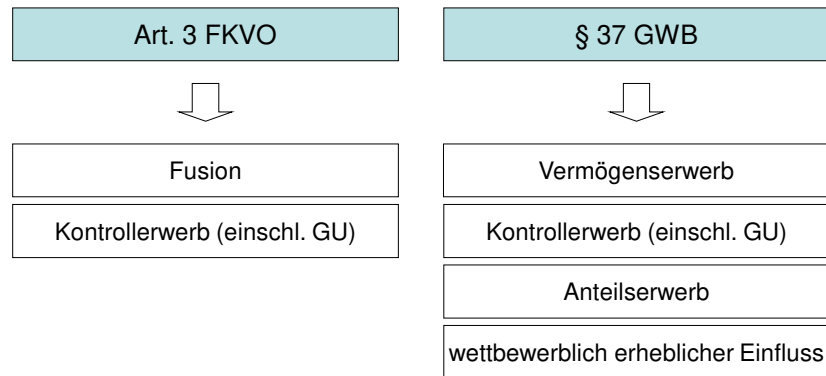 Art. 3 FKVO
Fusion
Kontrollerwerb (einschl. GU)
§ 37 GWB
Vermögenserwerb
Kontrollerwerb (einschl. GU)
Anteilserwerb
wettbewerblich erheblicher Einfluss